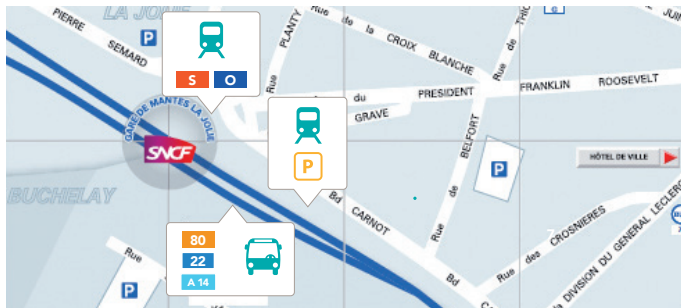 LA JOLIE
PIERRE
SEMARD
P
S O
PLANTY
Rue
Rue de la CROIX BLANCHE
Rue de
du PRESIDENT FRANKLIN ROOSEVELT
GRAVE
GARE DE MANTES LA JOLIE
SNCF
P
Rue de BELFORT
P
HÔTEL DE VILLE
BUCHELAY
Bd CARNOT
Bd
Rue des CROSNIERES
la DIVISION DU GENERAL LECLERC
80
22
A 14
Rue
P